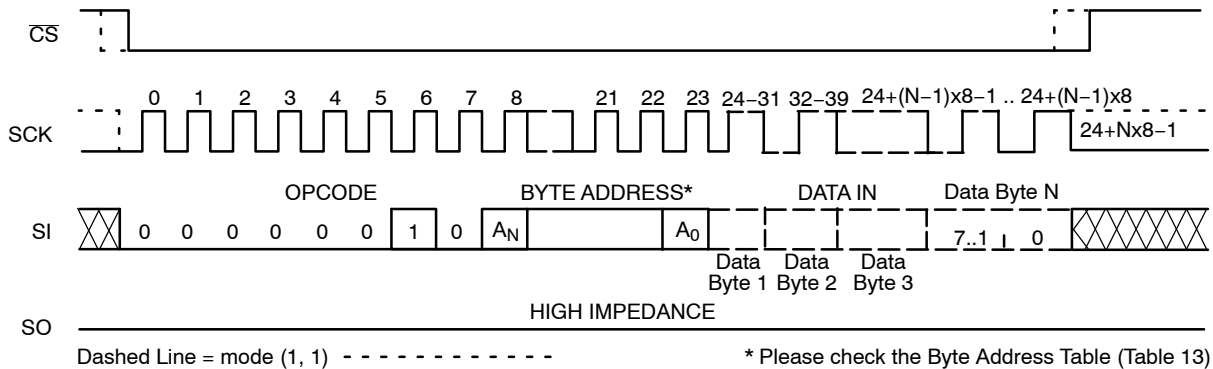 CS
0 1 2 3 4 5 6 7 8 21 22 23 24–31 32–39 24+(N–1)x8–1 .. 24+(N–1)x8
SCK
24+Nx8–1
OPCODE BYTE ADDRESS* DATA IN Data Byte N
SI 0 0 0 0 0 0 1 0 AN A0 7..1 0
Data Byte 1 Data Byte 2 Data Byte 3
HIGH IMPEDANCE
SO
Dashed Line = mode (1, 1) * Please check the Byte Address Table (Table 13)